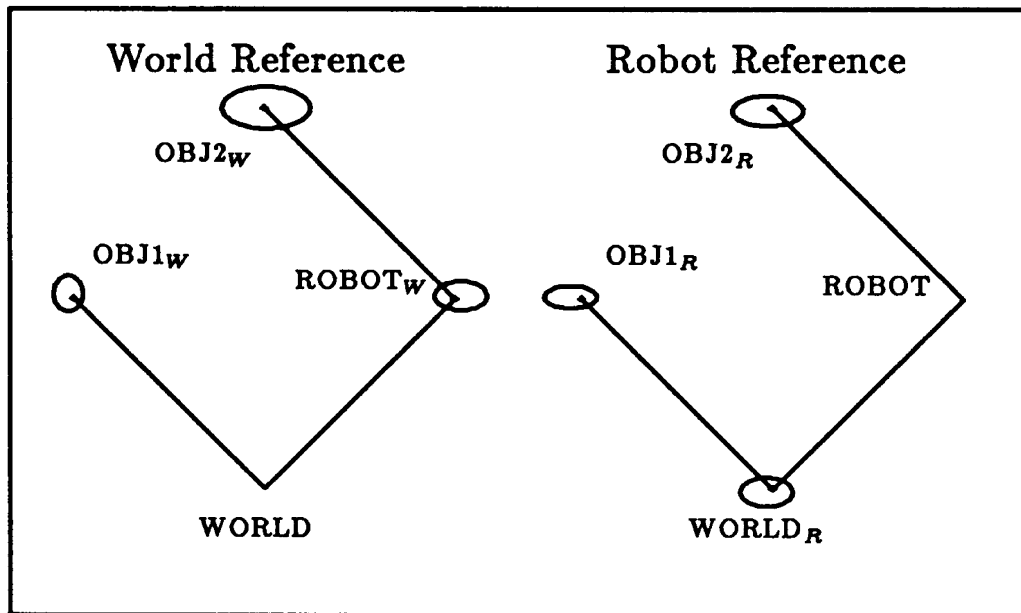 World Reference
OBJ2W
OBJ1W
ROBOTW
WORLD
Robot Reference
OBJ2R
OBJ1R
ROBOT
WORLDR